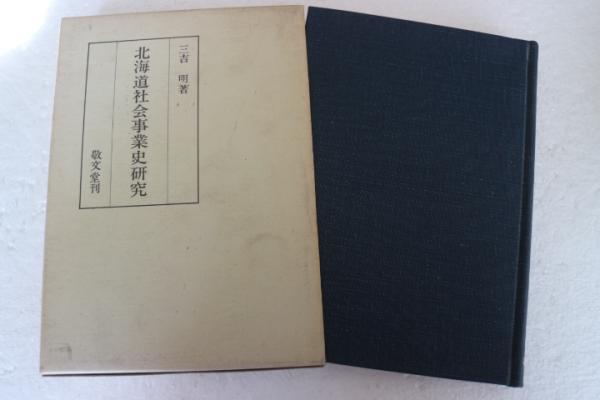 三吉 明著
北海道社会事業史研究
敬文堂刊